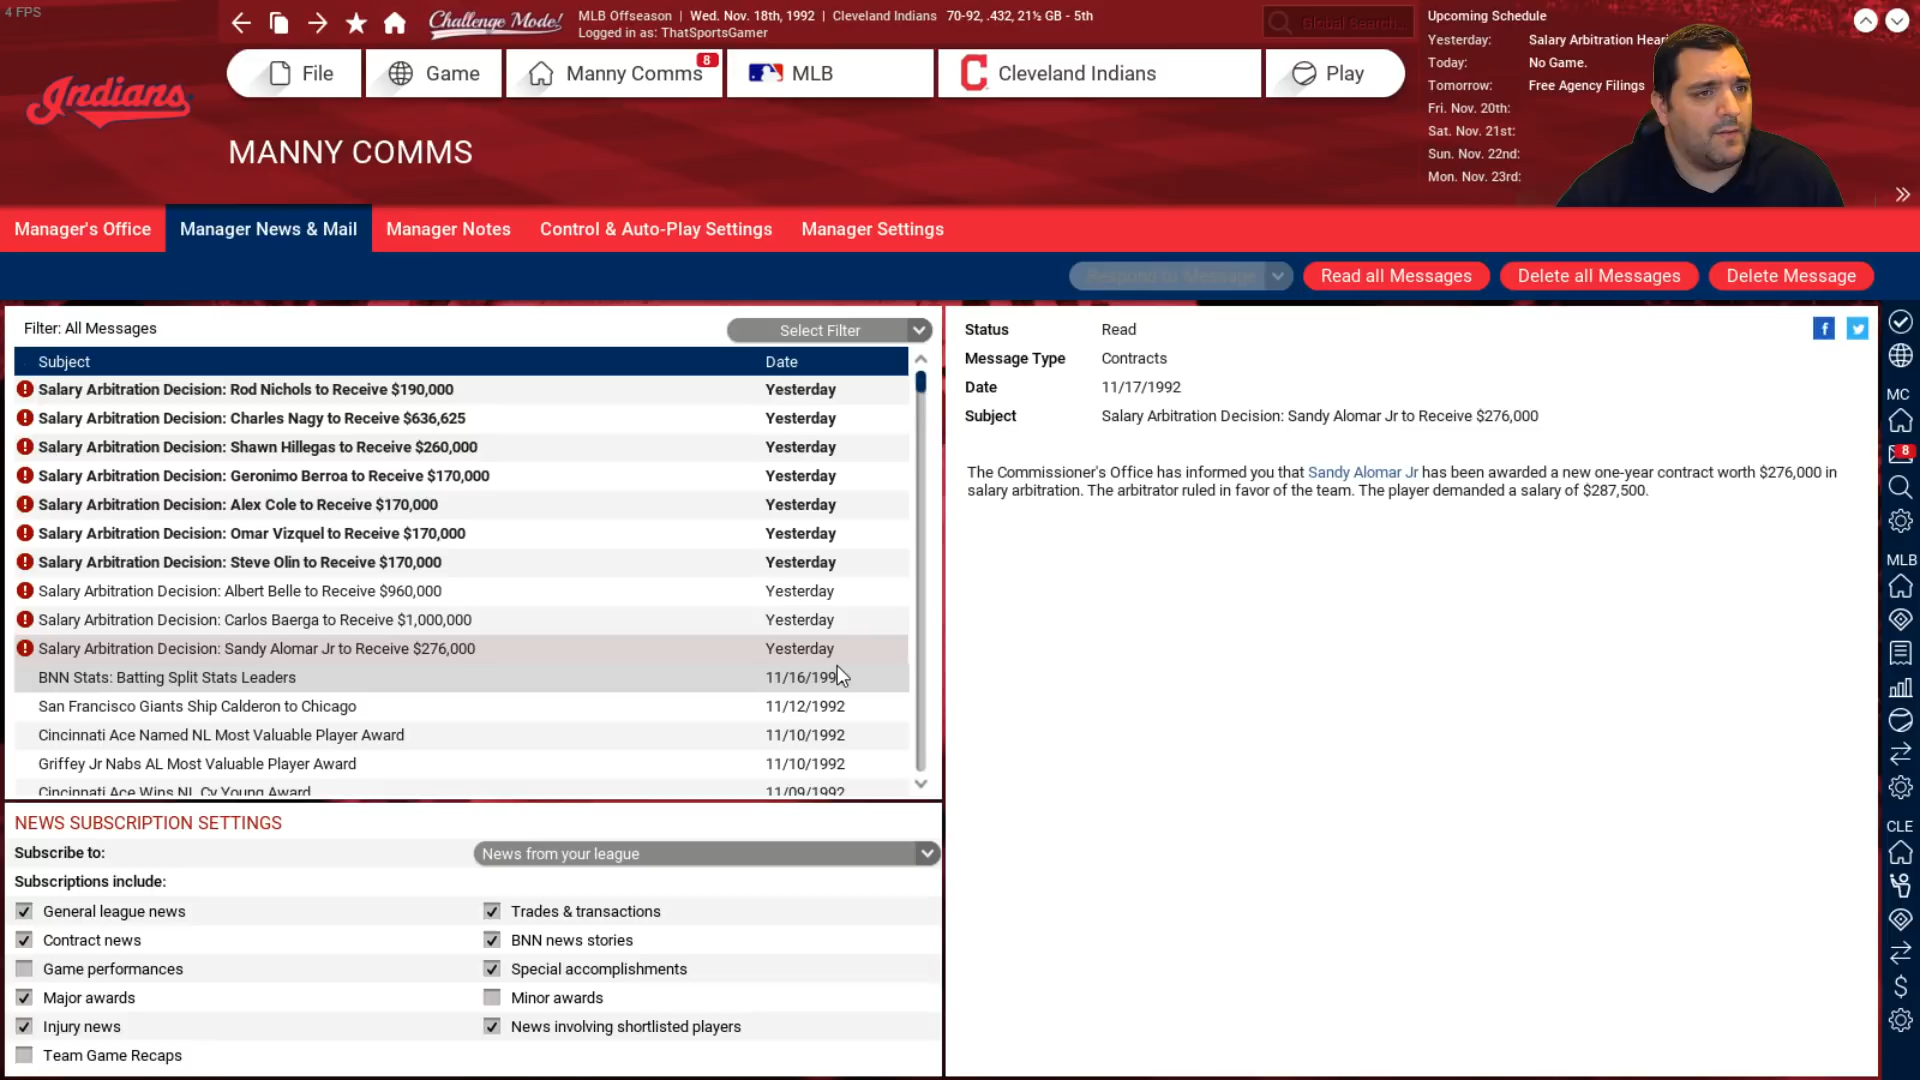 4 FPS
Challenge Mode!
MLB Offseason | Wed. Nov. 18th, 1992 | Cleveland Indians 70-92, .432, 21½ GB - 5th
Logged in as: ThatSportsGamer
Global Search...
Upcoming Schedule
Yesterday: Salary Arbitration Heari
Today: No Game.
Tomorrow: Free Agency Filings
Fri. Nov. 20th:
Sat. Nov. 21st:
Sun. Nov. 22nd:
Mon. Nov. 23rd:
Indians
File
Game
Manny Comms 8
MLB
C Cleveland Indians
Play
MANNY COMMS
Manager's Office
Manager News & Mail
Manager Notes
Control & Auto-Play Settings
Manager Settings
Respond to Message
Read all Messages
Delete all Messages
Delete Message
Filter: All Messages
Select Filter
Subject Date
Salary Arbitration Decision: Rod Nichols to Receive $190,000 Yesterday
Salary Arbitration Decision: Charles Nagy to Receive $636,625 Yesterday
Salary Arbitration Decision: Shawn Hillegas to Receive $260,000 Yesterday
Salary Arbitration Decision: Geronimo Berroa to Receive $170,000 Yesterday
Salary Arbitration Decision: Alex Cole to Receive $170,000 Yesterday
Salary Arbitration Decision: Omar Vizquel to Receive $170,000 Yesterday
Salary Arbitration Decision: Steve Olin to Receive $170,000 Yesterday
Salary Arbitration Decision: Albert Belle to Receive $960,000 Yesterday
Salary Arbitration Decision: Carlos Baerga to Receive $1,000,000 Yesterday
Salary Arbitration Decision: Sandy Alomar Jr to Receive $276,000 Yesterday
BNN Stats: Batting Split Stats Leaders 11/16/199
San Francisco Giants Ship Calderon to Chicago 11/12/1992
Cincinnati Ace Named NL Most Valuable Player Award 11/10/1992
Griffey Jr Nabs AL Most Valuable Player Award 11/10/1992
Cincinnati Ace Wins NL Cy Young Award 11/09/1992
NEWS SUBSCRIPTION SETTINGS
Subscribe to: News from your league
Subscriptions include:
General league news
Trades & transactions
Contract news
BNN news stories
Game performances
Special accomplishments
Major awards
Minor awards
Injury news
News involving shortlisted players
Team Game Recaps
Status Read
Message Type Contracts
Date 11/17/1992
Subject Salary Arbitration Decision: Sandy Alomar Jr to Receive $276,000
The Commissioner's Office has informed you that Sandy Alomar Jr has been awarded a new one-year contract worth $276,000 in
salary arbitration. The arbitrator ruled in favor of the team. The player demanded a salary of $287,500.
MC
8
MLB
CLE